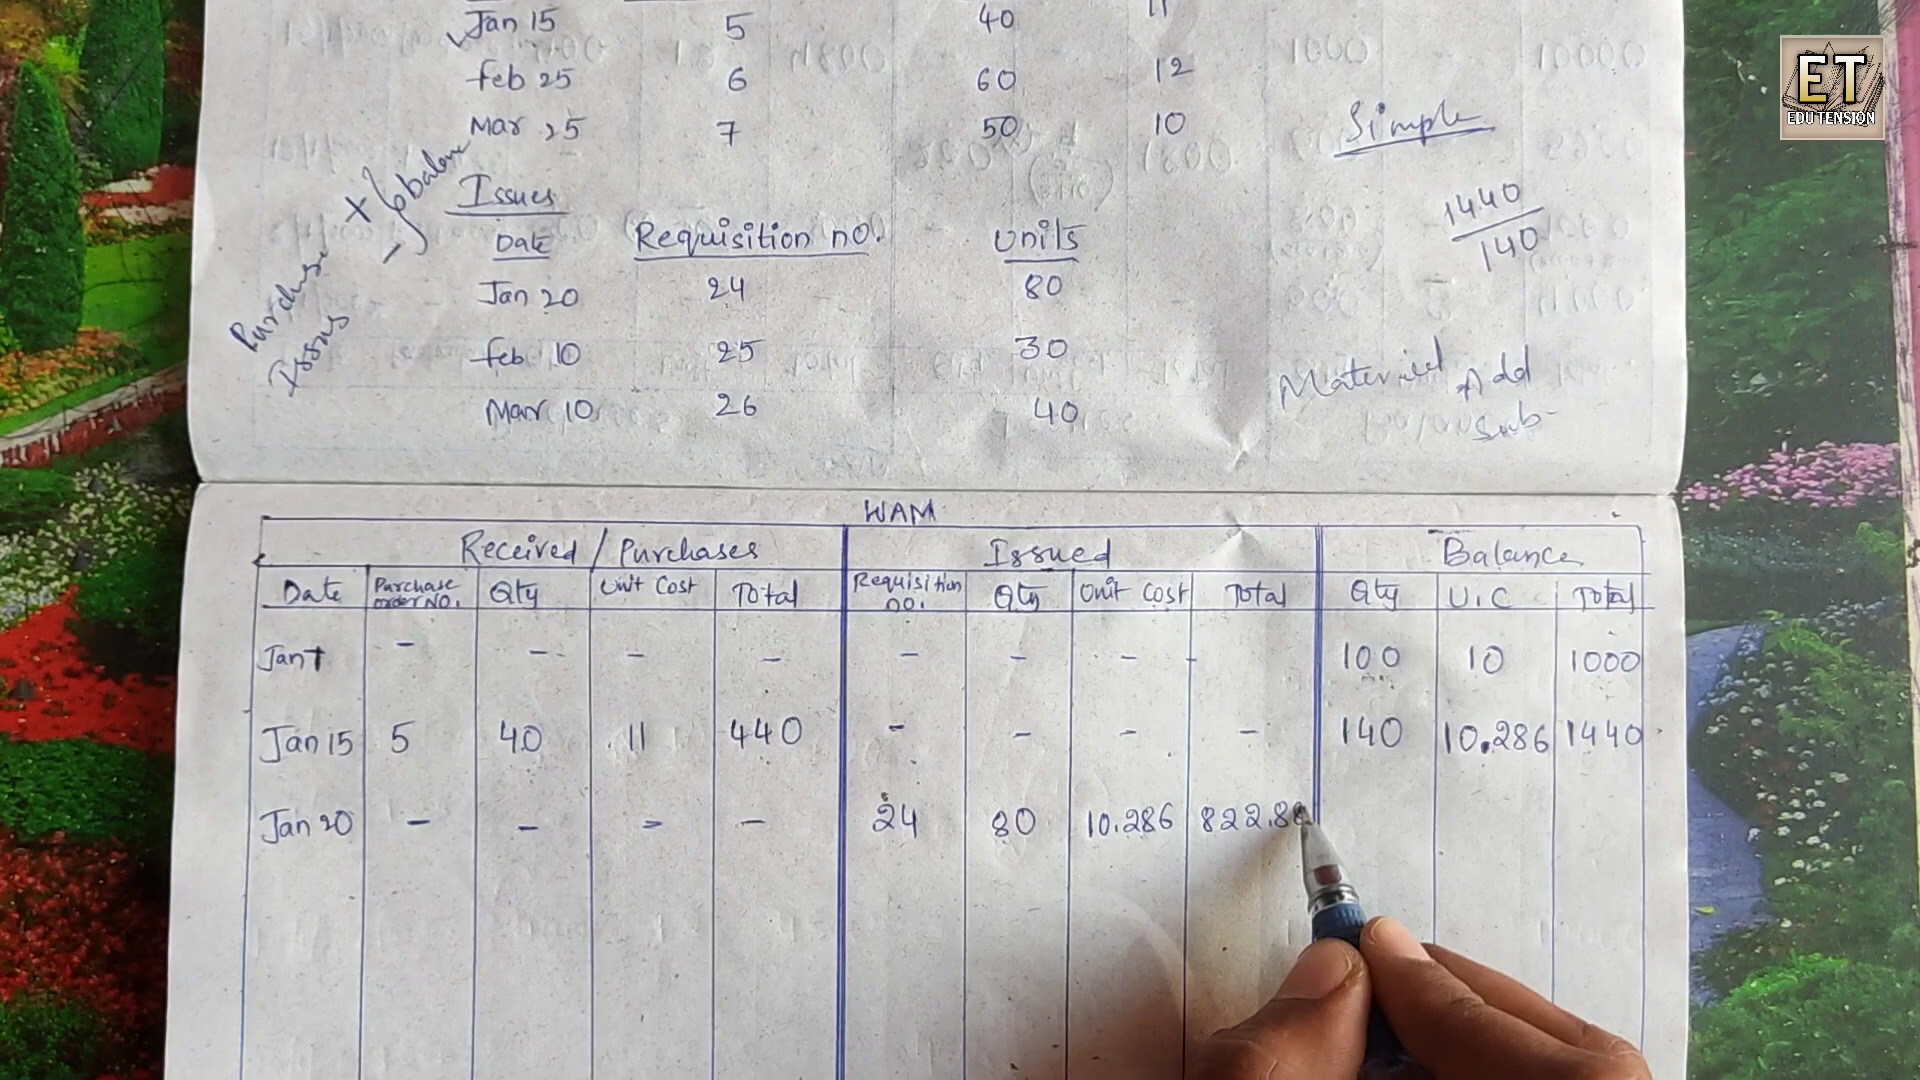 Jan 15 5 40 11
Feb 25 6 60 12
Mar 25 7 50 10
Simple
1440
140
Purchase +
Issues -
Issues
Date Requisition no. Units
Jan 20 24 80
Feb 10 25 30
Mar 10 26 40
Material Add
Sub
ET
EDUTENSION
WAM
Received / Purchases Issued Balance
Date Purchase order NO. Qty Unit Cost Total Requisition no. Qty Unit Cost Total Qty U.C Total
Jan 1 - - - - - - - - 100 10 1000
Jan 15 5 40 11 440 - - - - 140 10.286 1440
Jan 20 - - - - 24 80 10.286 822.88